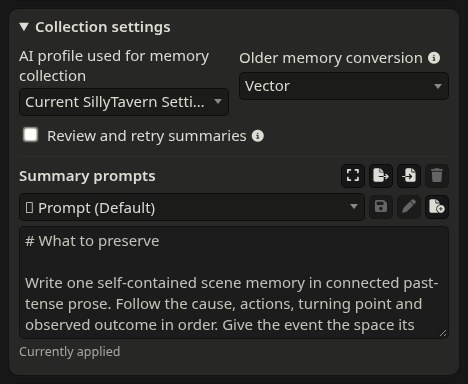 ▼ Collection settings
AI profile used for memory
collection
Older memory conversion
Current SillyTavern Setti...
Vector
Review and retry summaries
Summary prompts
Prompt (Default)
# What to preserve
Write one self-contained scene memory in connected past-
tense prose. Follow the cause, actions, turning point and
observed outcome in order. Give the event the space its
Currently applied